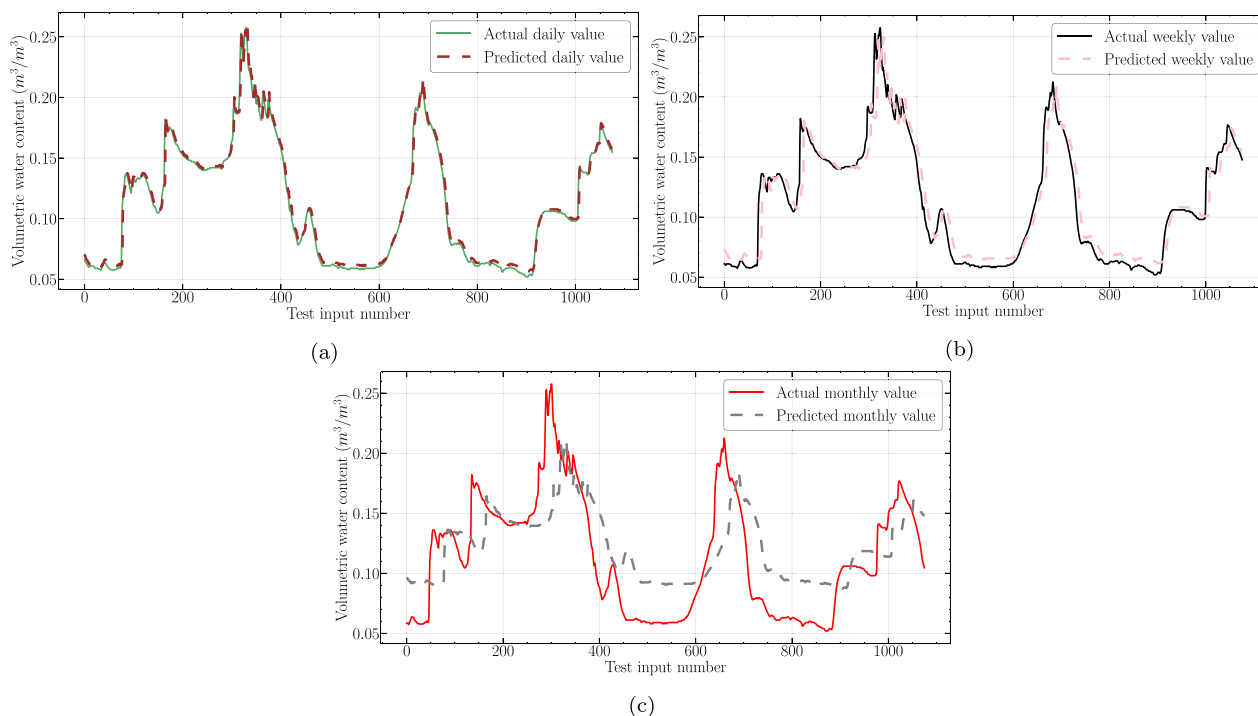 Volumetric water content (m³/m³)
0.25
0.20
0.15
0.10
0.05
0
200
400
600
800
1000
Test input number
Actual daily value
Predicted daily value
(a)
Volumetric water content (m³/m³)
0.25
0.20
0.15
0.10
0.05
0
200
400
600
800
1000
Test input number
Actual weekly value
Predicted weekly value
(b)
Volumetric water content (m³/m³)
0.25
0.20
0.15
0.10
0.05
0
200
400
600
800
1000
Test input number
Actual monthly value
Predicted monthly value
(c)